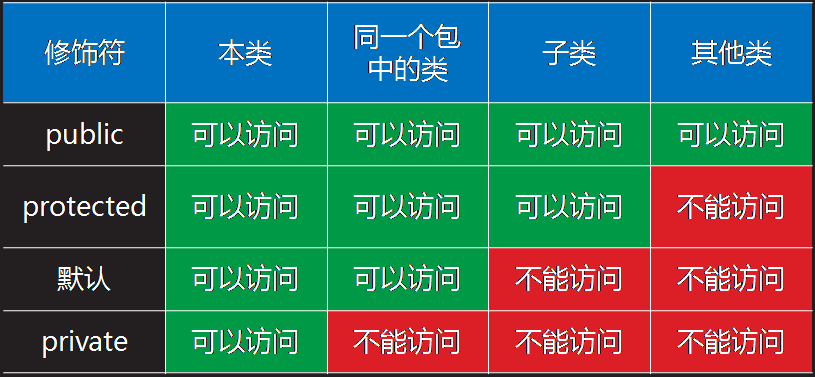 修饰符 本类 同一个包 子类 其他类
中的类
public 可以访问 可以访问 可以访问 可以访问
protected 可以访问 可以访问 可以访问 不能访问
默认 可以访问 可以访问 不能访问 不能访问
private 可以访问 不能访问 不能访问 不能访问